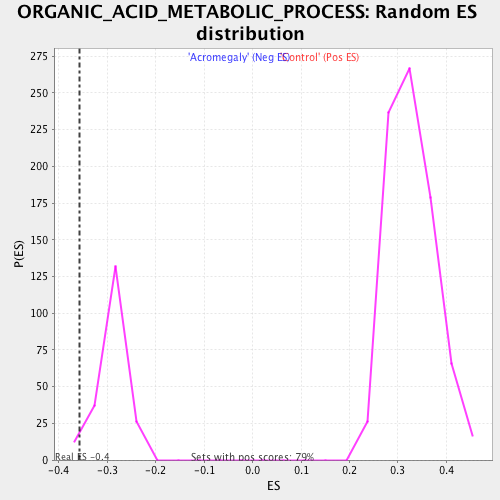 ORGANIC_ACID_METABOLIC_PROCESS: Random ES
distribution
'Acromegaly' (Neg ES)
'Control' (Pos ES)
275
250
225
200
175
150
125
100
75
50
25
0
P(ES)
Real ES -0.4
Sets with pos scores: 79%
-0.4 -0.3 -0.2 -0.1 0.0 0.1 0.2 0.3 0.4
ES